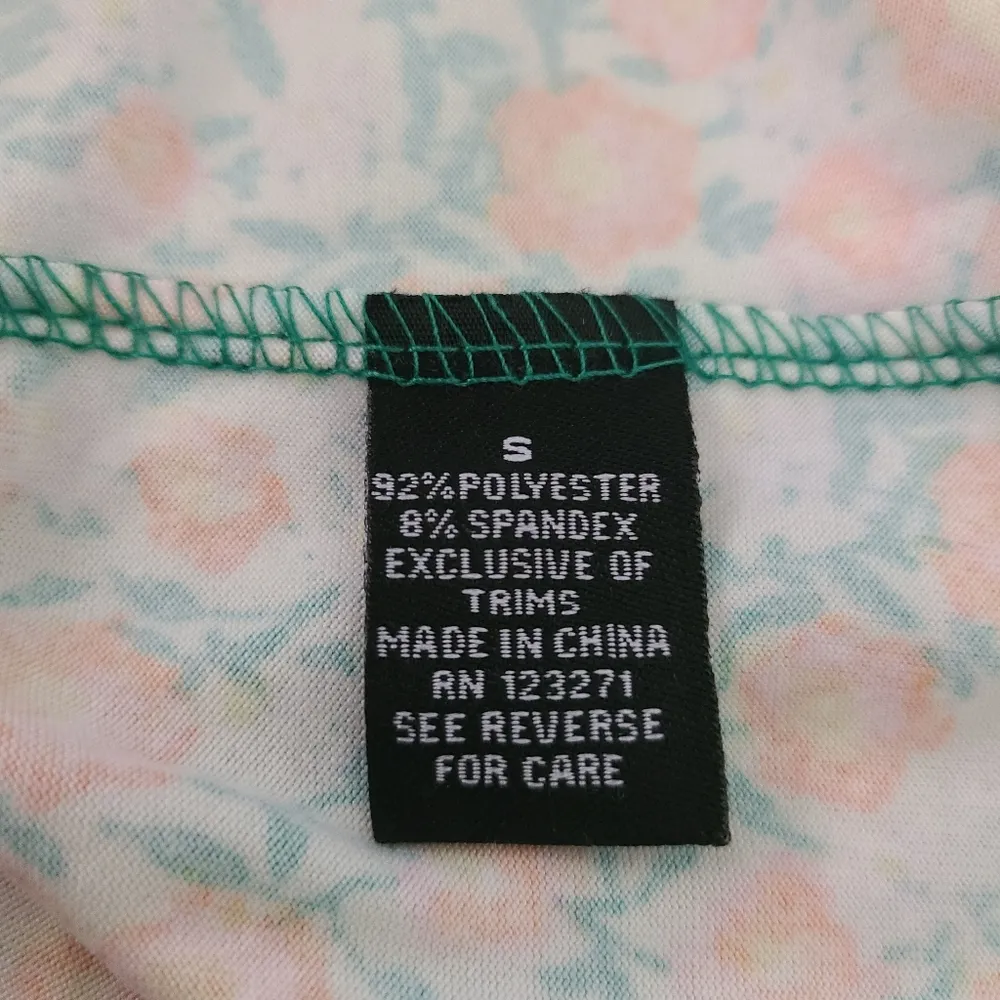 S
92%POLYESTER
8% SPANDEX
EXCLUSIVE OF
TRIMS
MADE IN CHINA
RN 123271
SEE REVERSE
FOR CARE